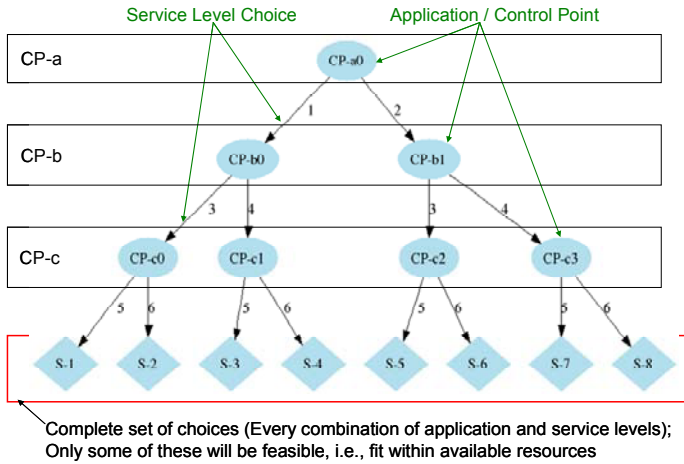 Service Level Choice Application / Control Point
CP-a CP-a0
1 2
CP-b CP-b0 CP-b1
3 4 3 4
CP-c CP-c0 CP-c1 CP-c2 CP-c3
5 6 5 6 5 6 5 6
S-1 S-2 S-3 S-4 S-5 S-6 S-7 S-8
Complete set of choices (Every combination of application and service levels);
Only some of these will be feasible, i.e., fit within available resources